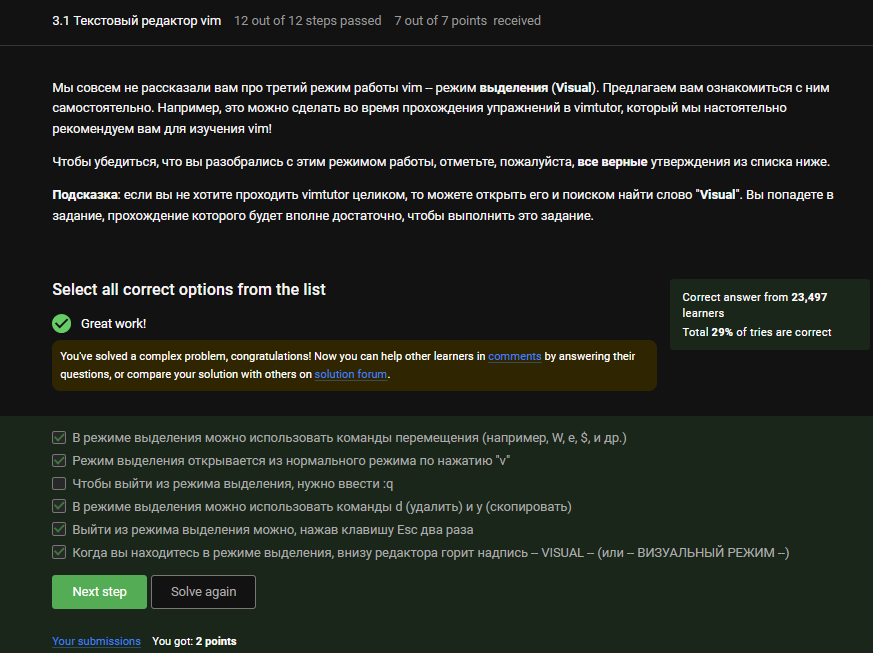 3.1 Текстовый редактор vim 12 out of 12 steps passed 7 out of 7 points received
Мы совсем не рассказали вам про третий режим работы vim – режим выделения (Visual). Предлагаем вам ознакомиться с ним
самостоятельно. Например, это можно сделать во время прохождения упражнений в vimtutor, который мы настоятельно
рекомендуем вам для изучения vim!
Чтобы убедиться, что вы разобрались с этим режимом работы, отметьте, пожалуйста, все верные утверждения из списка ниже.
Подсказка: если вы не хотите проходить vimtutor целиком, то можете открыть его и поиском найти слово "Visual". Вы попадете в
задание, прохождение которого будет вполне достаточно, чтобы выполнить это задание.
Select all correct options from the list
Great work!
You've solved a complex problem, congratulations! Now you can help other learners in comments by answering their
questions, or compare your solution with others on solution forum.
Correct answer from 23,497
learners
Total 29% of tries are correct
В режиме выделения можно использовать команды перемещения (например, W, e, $, и др.)
Режим выделения открывается из нормального режима по нажатию "v"
Чтобы выйти из режима выделения, нужно ввести :q
В режиме выделения можно использовать команды d (удалить) и y (скопировать)
Выйти из режима выделения можно, нажав клавишу Esc два раза
Когда вы находитесь в режиме выделения, внизу редактора горит надпись -- VISUAL -- (или -- ВИЗУАЛЬНЫЙ РЕЖИМ --)
Next step
Solve again
Your submissions You got: 2 points